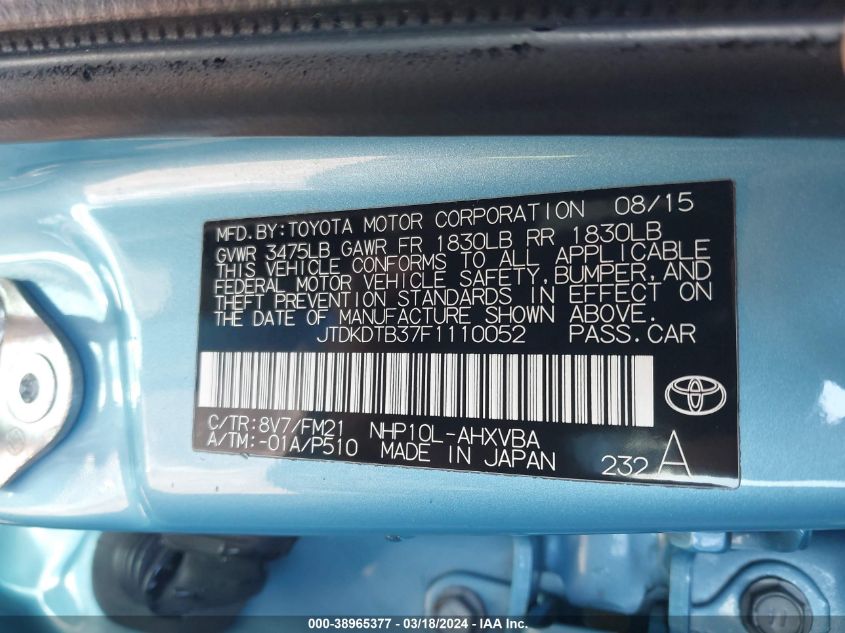 MFD.BY:TOYOTA MOTOR CORPORATION 08/15
GVWR 3475LB GAWR FR 1830LB RR 1830LB
THIS VEHICLE CONFORMS TO ALL APPLICABLE
FEDERAL MOTOR VEHICLE SAFETY,BUMPER,AND
THEFT PREVENTION STANDARDS IN EFFECT ON
THE DATE OF MANUFACTURE SHOWN ABOVE.
JTDKDTB37F1110052 PASS.CAR
C/TR:8V7/FM21 NHP10L-AHXVBA
A/TM:-01A/P510 MADE IN JAPAN 232 A
000-38965377 - 03/18/2024 - IAA Inc.